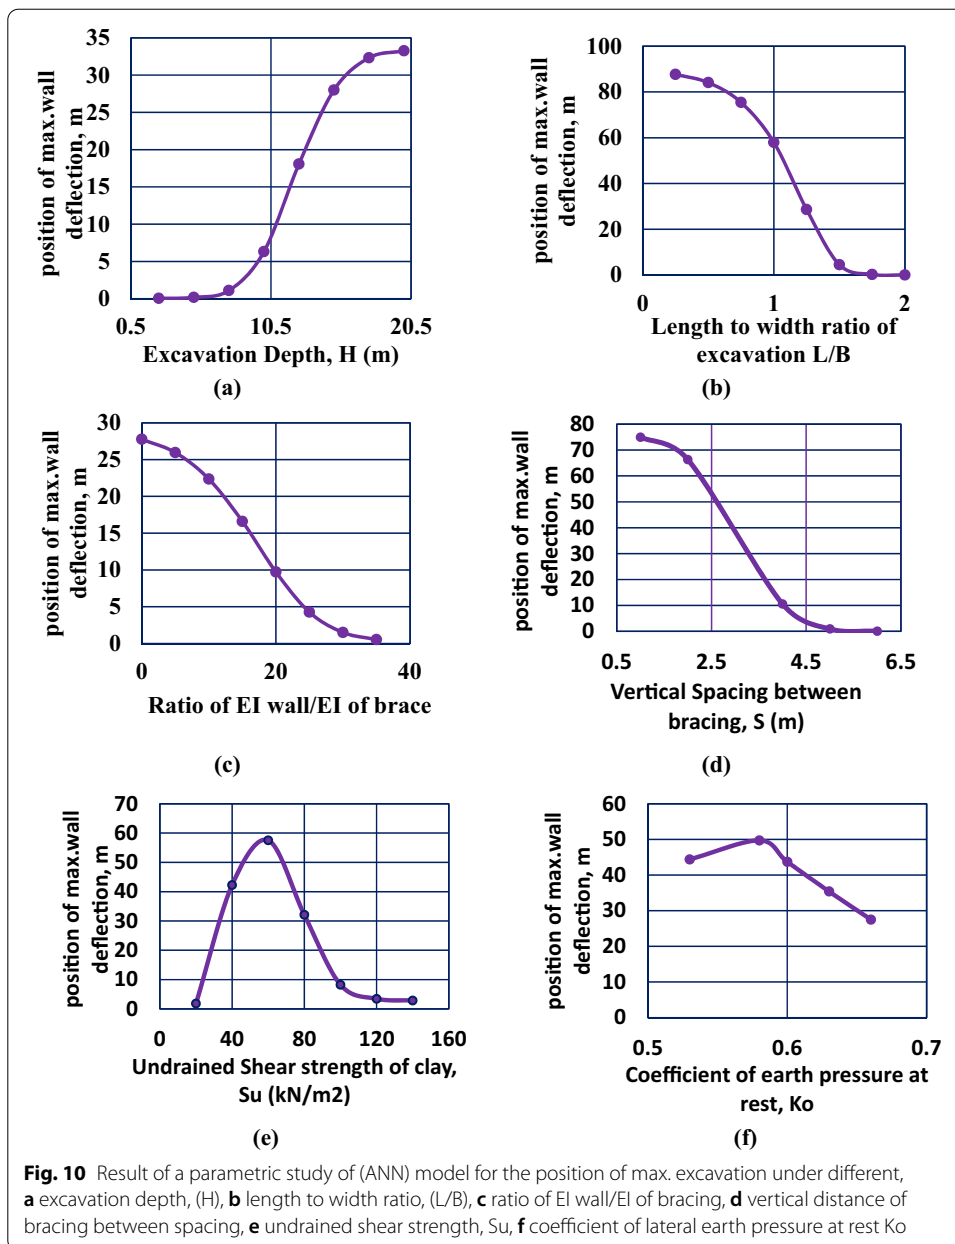 35
30
25
20
15
10
5
0
position of max.wall
deflection, m
0.5
10.5
20.5
Excavation Depth, H (m)
(a)
100
80
60
40
20
0
position of max.wall
deflection, m
0
1
2
Length to width ratio of
excavation L/B
(b)
30
25
20
15
10
5
0
position of max.wall
deflection, m
0
20
40
Ratio of EI wall/EI of brace
(c)
80
70
60
50
40
30
20
10
0
position of max.wall
deflection, m
0.5
2.5
4.5
6.5
Vertical Spacing between
bracing, S (m)
(d)
70
60
50
40
30
20
10
0
position of max.wall
deflection, m
0
40
80
120
160
Undrained Shear strength of clay,
Su (kN/m2)
(e)
60
50
40
30
20
10
0
position of max.wall
deflection, m
0.5
0.6
0.7
Coefficient of earth pressure at
rest, Ko
(f)
Fig. 10 Result of a parametric study of (ANN) model for the position of max. excavation under different,
a excavation depth, (H), b length to width ratio, (L/B), c ratio of EI wall/EI of bracing, d vertical distance of
bracing between spacing, e undrained shear strength, Su, f coefficient of lateral earth pressure at rest Ko